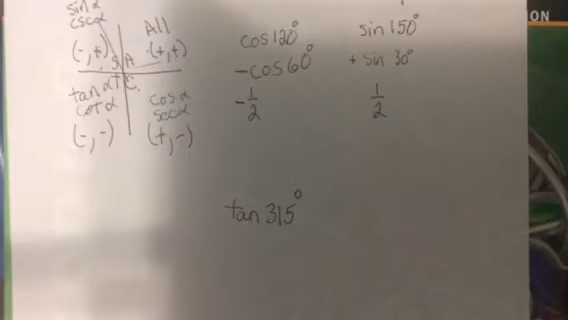 sin α
csc α
All
(-,+)
(+,+)
S A
T C
tan α
cot α
cos α
sec α
(-,-)
(+,-)
cos 120°
-cos 60°
-1/2
sin 150°
+ sin 30°
1/2
tan 315°
ON